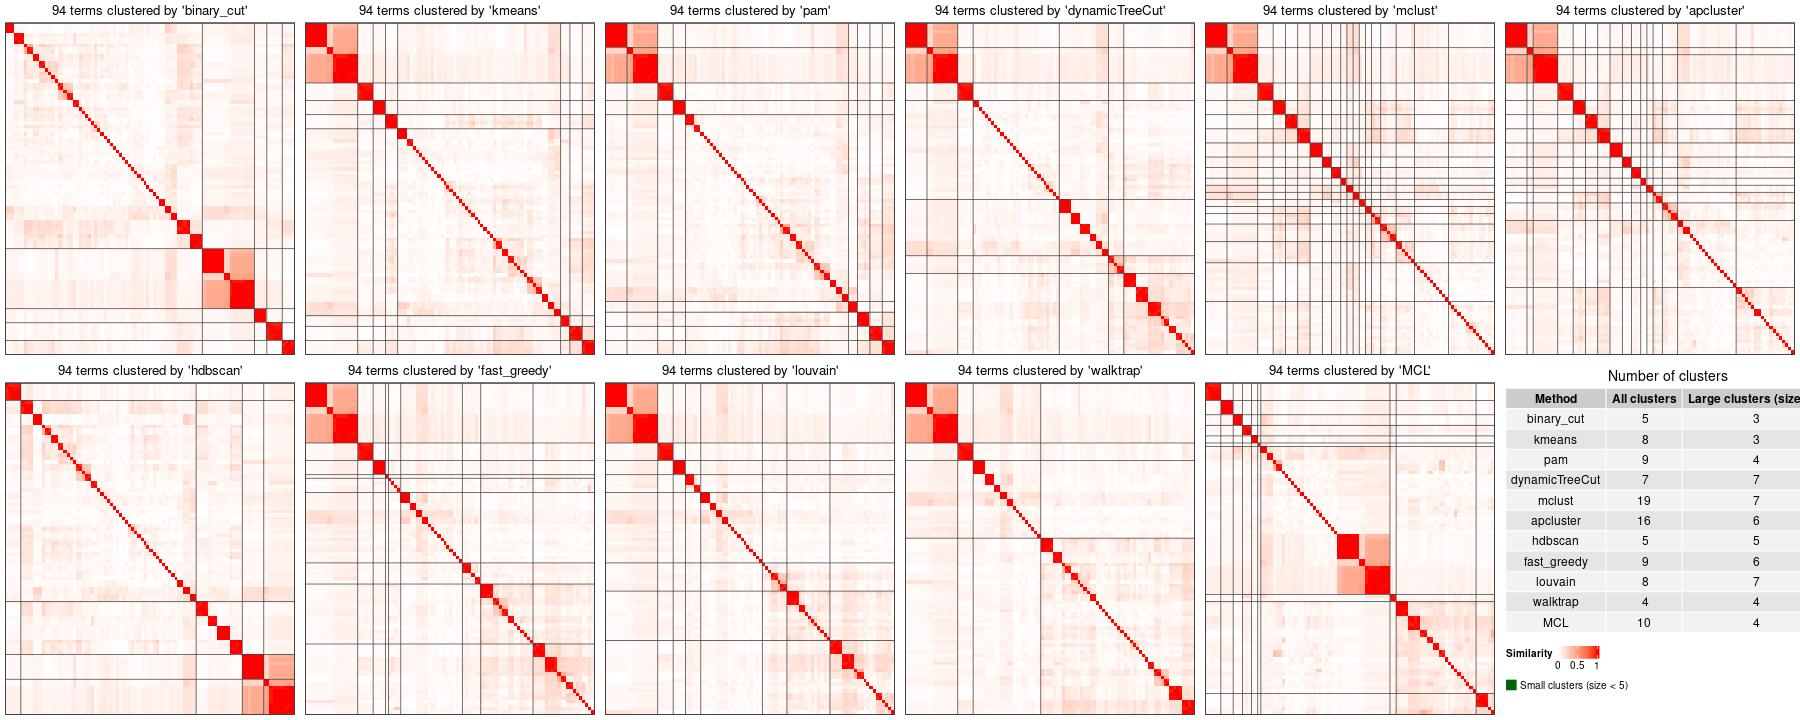 94 terms clustered by 'binary_cut'
94 terms clustered by 'kmeans'
94 terms clustered by 'pam'
94 terms clustered by 'dynamicTreeCut'
94 terms clustered by 'mclust'
94 terms clustered by 'apcluster'
94 terms clustered by 'hdbscan'
94 terms clustered by 'fast_greedy'
94 terms clustered by 'louvain'
94 terms clustered by 'walktrap'
94 terms clustered by 'MCL'
Number of clusters
Method All clusters Large clusters (size
binary_cut 5 3
kmeans 8 3
pam 9 4
dynamicTreeCut 7 7
mclust 19 7
apcluster 16 6
hdbscan 5 5
fast_greedy 9 6
louvain 8 7
walktrap 4 4
MCL 10 4
Similarity
0 0.5 1
Small clusters (size < 5)